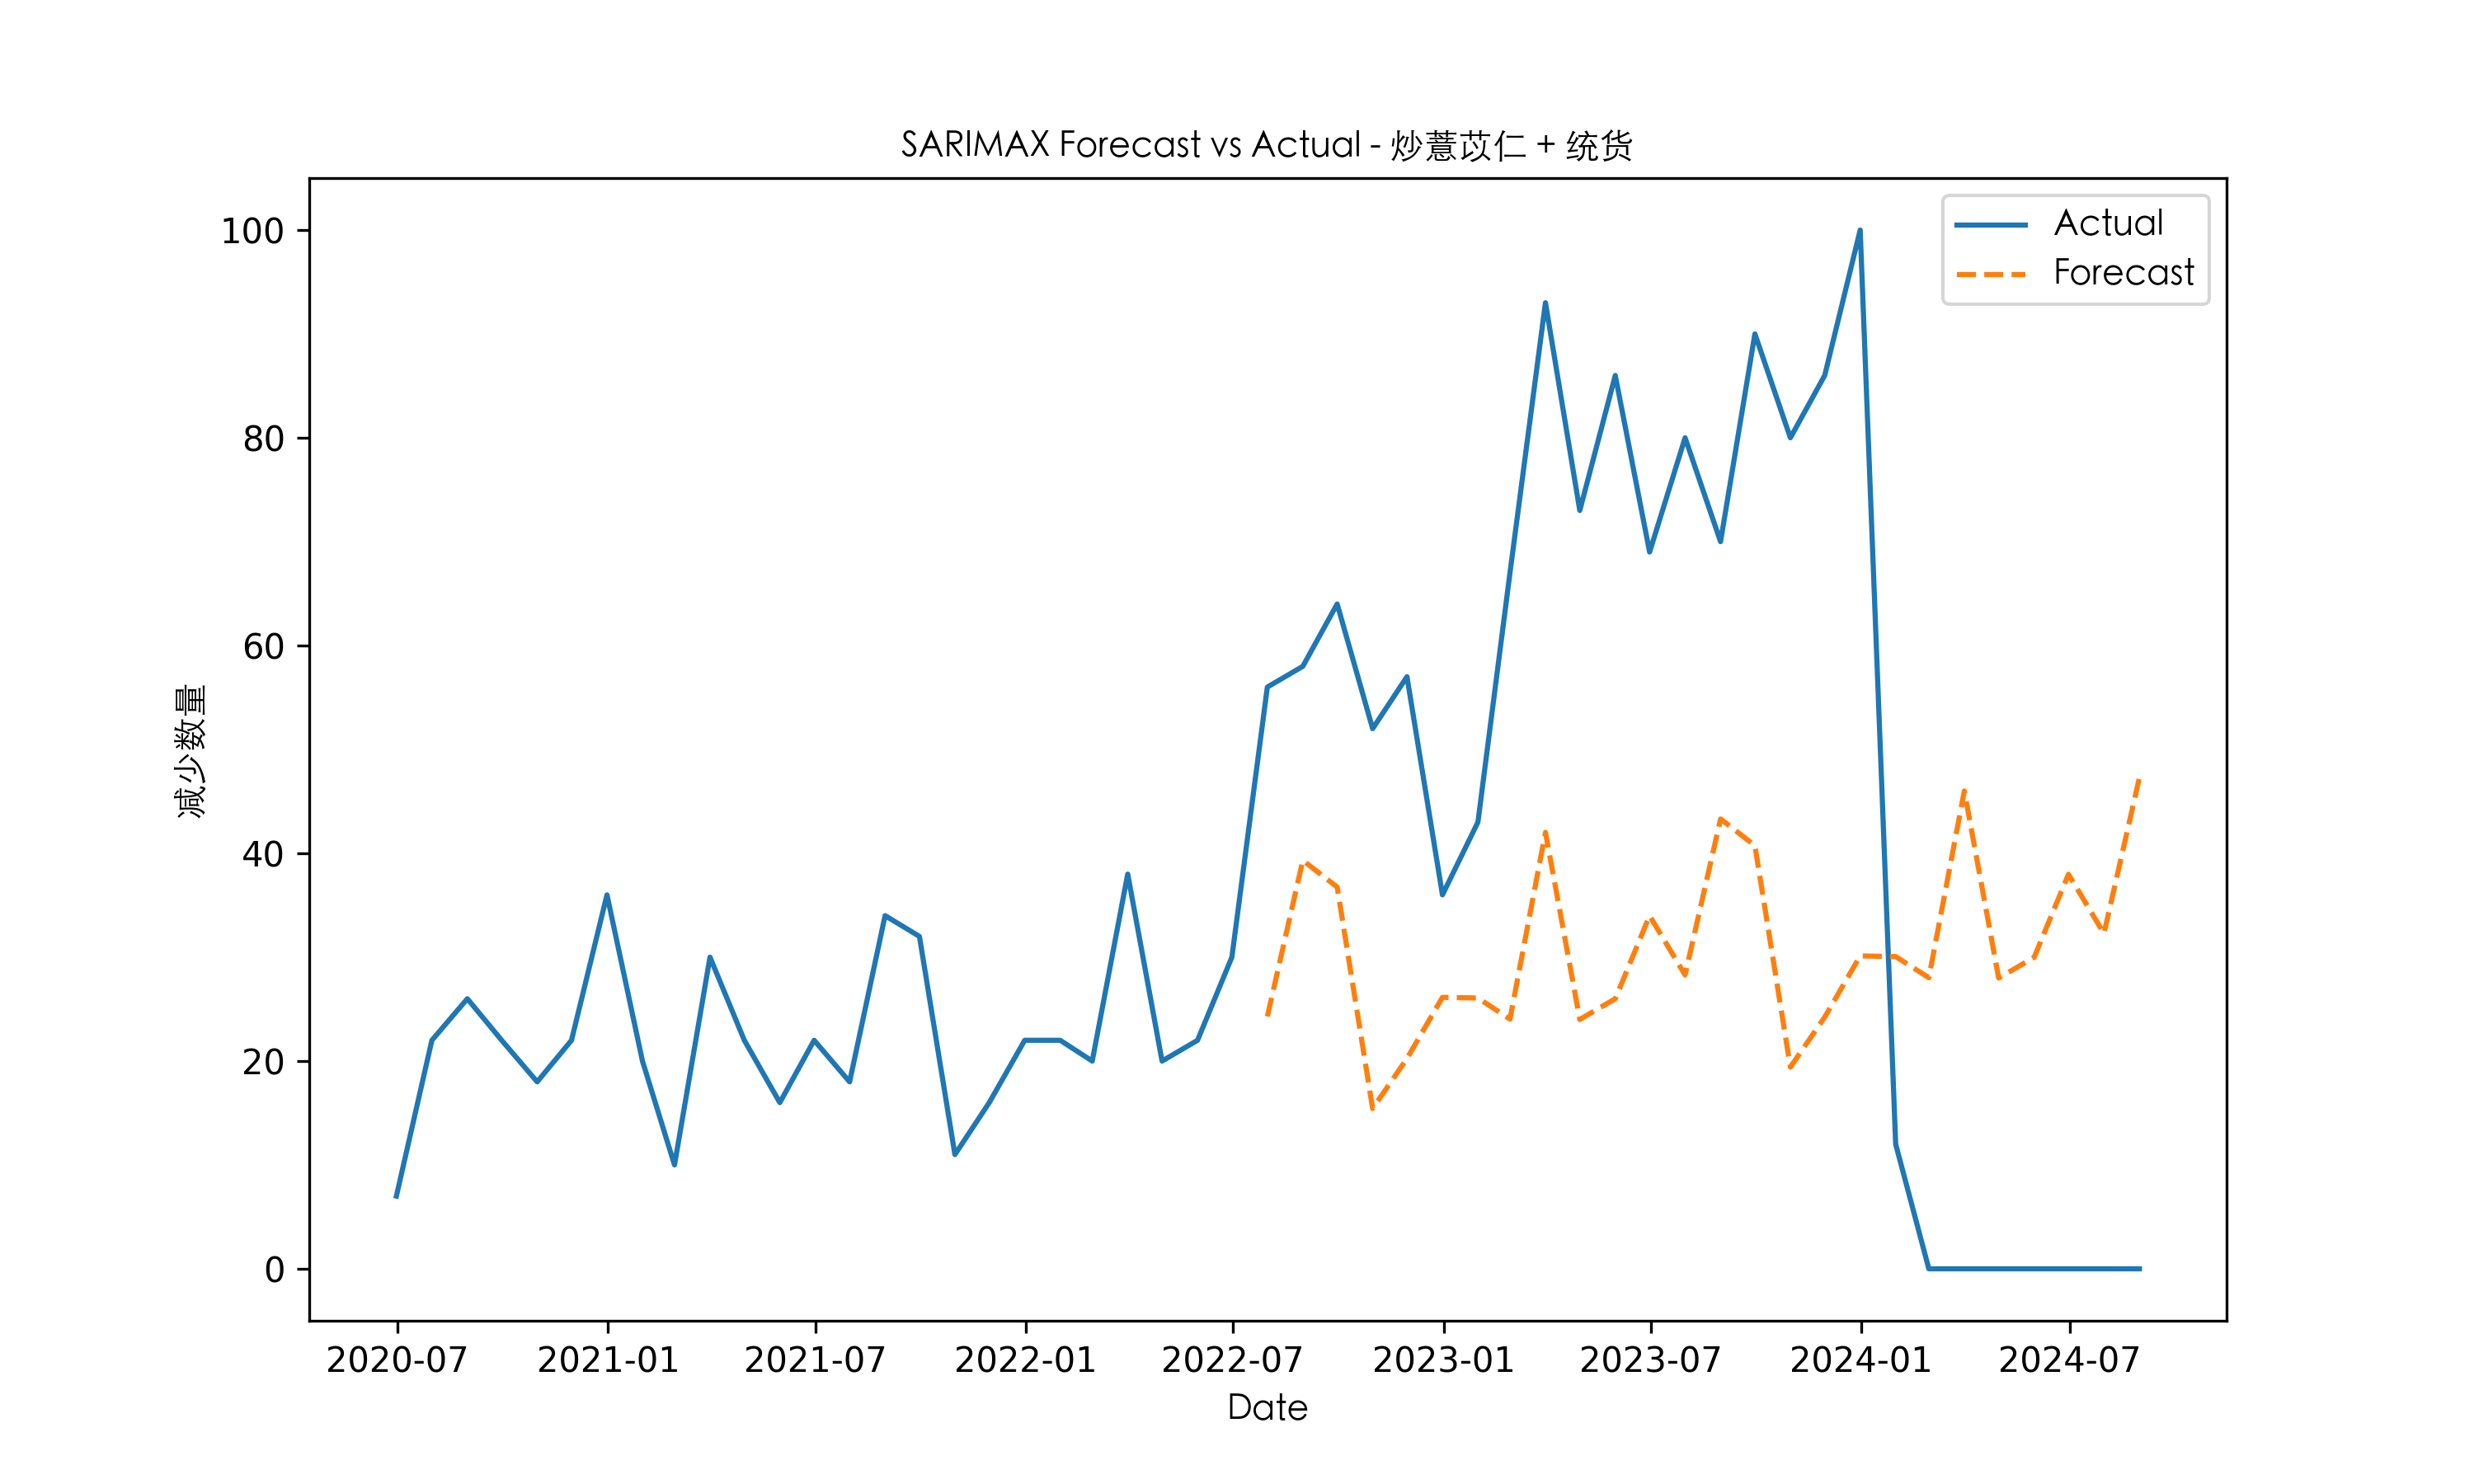 SARIMAX Forecast vs Actual - 炒薏苡仁 + 统货
Actual
Forecast
减少数量
100
80
60
40
20
0
2020-07 2021-01 2021-07 2022-01 2022-07 2023-01 2023-07 2024-01 2024-07
Date